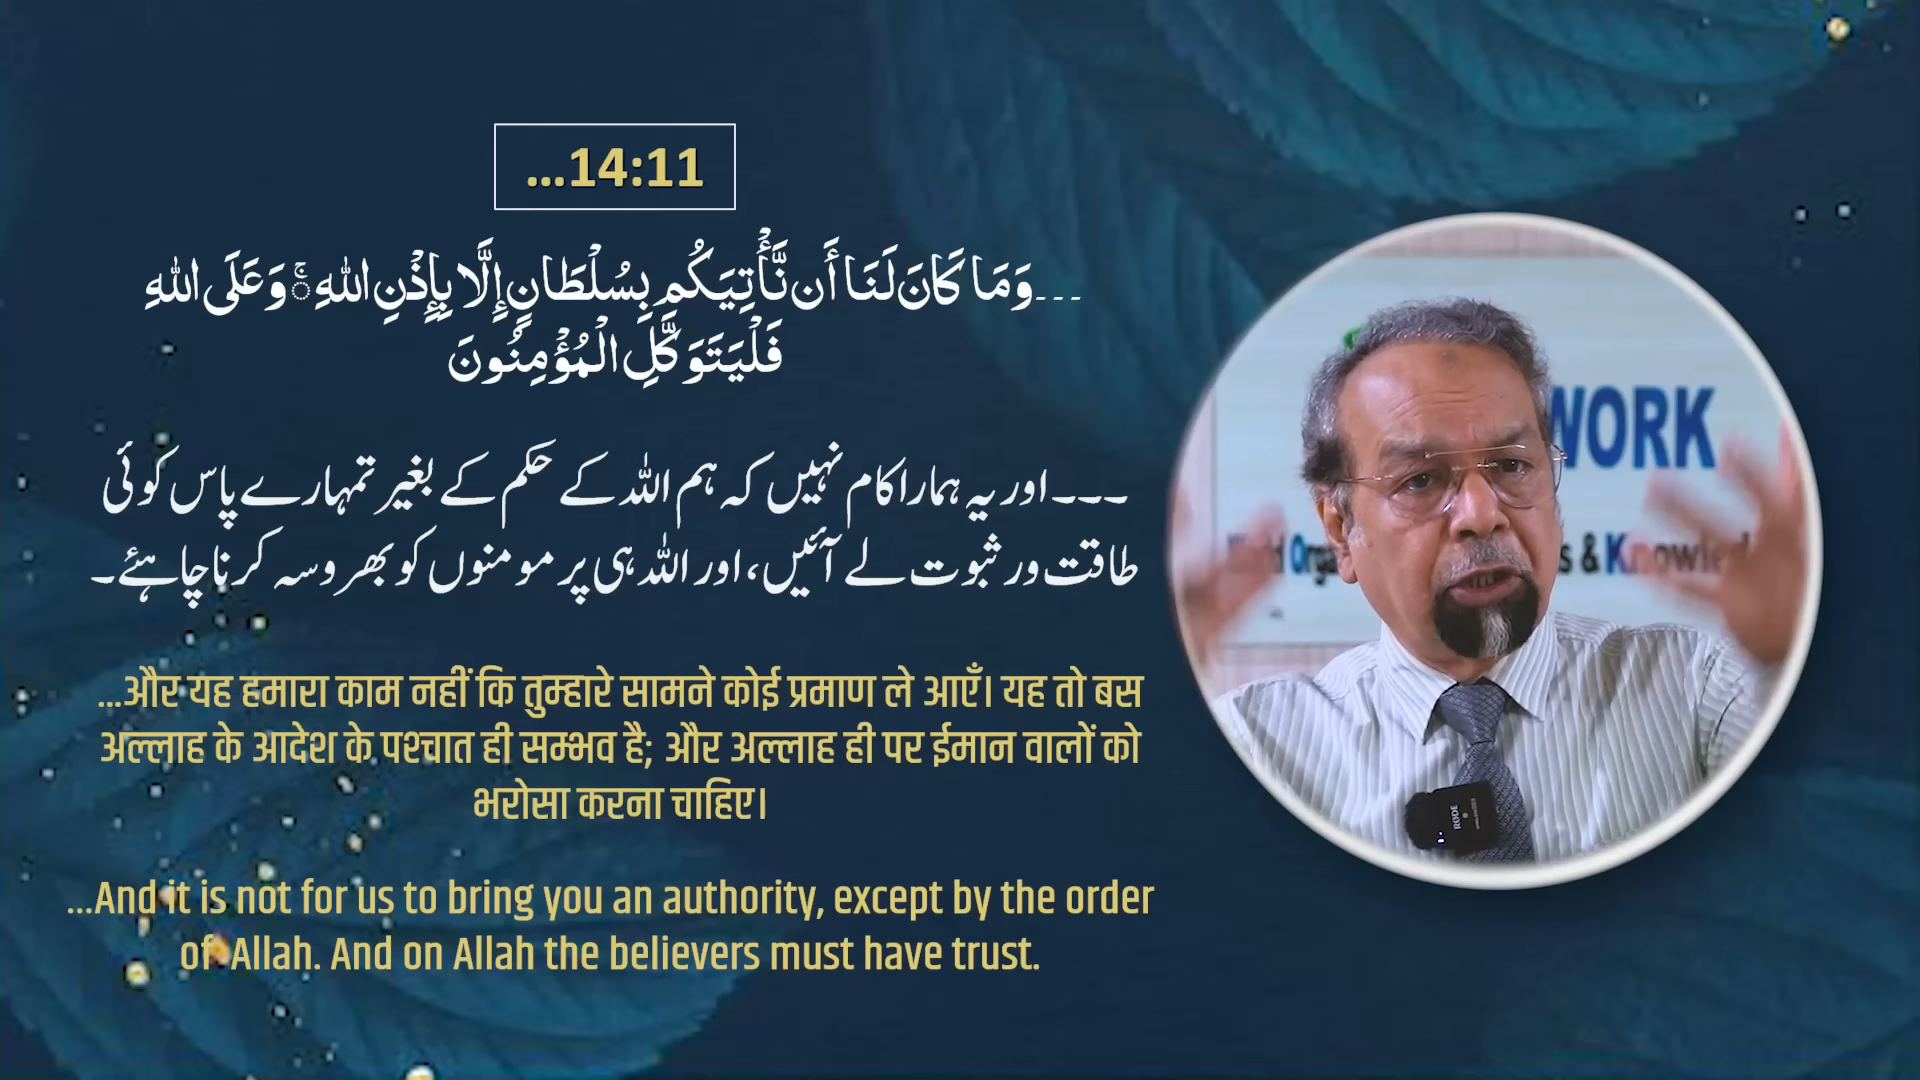 ...14:11
...وَمَا كَانَ لَنَا أَن نَّأْتِيَكُم بِسُلْطَانٍ إِلَّا بِإِذْنِ اللَّهِ ۚ وَعَلَى اللَّهِ
فَلْيَتَوَكَّلِ الْمُؤْمِنُونَ
۔۔۔ اور یہ ہمارا کام نہیں کہ ہم اللہ کے حکم کے بغیر تمہارے پاس کوئی
طاقت ور ثبوت لے آئیں، اور اللہ ہی پر مومنوں کو بھروسہ کرنا چاہئے۔
...और यह हमारा काम नहीं कि तुम्हारे सामने कोई प्रमाण ले आएँ। यह तो बस
अल्लाह के आदेश के पश्चात ही सम्भव है; और अल्लाह ही पर ईमान वालों को
भरोसा करना चाहिए।
...And it is not for us to bring you an authority, except by the order
of Allah. And on Allah the believers must have trust.
WORK
& 
RØDE